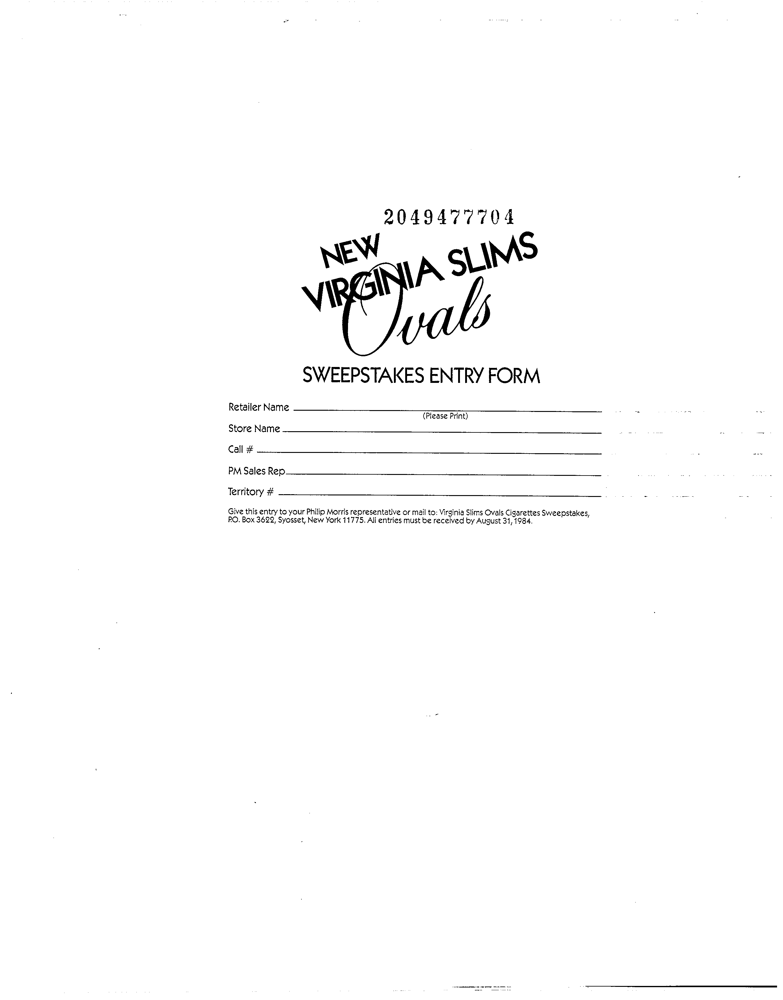 2049477704
NEW
VIRGINIA SLIMS
Ovals
SWEEPSTAKES ENTRY FORM
Retailer Name
(Please Print)
Store Name
Call #
PM Sales Rep
Territory #
Give this entry to your Philip Morris representative or mail to: Virginia Slims Ovals Cigarettes Sweepstakes,
P.O. Box 3622, Syosset, New York 11775. All entries must be received by August 31, 1984.